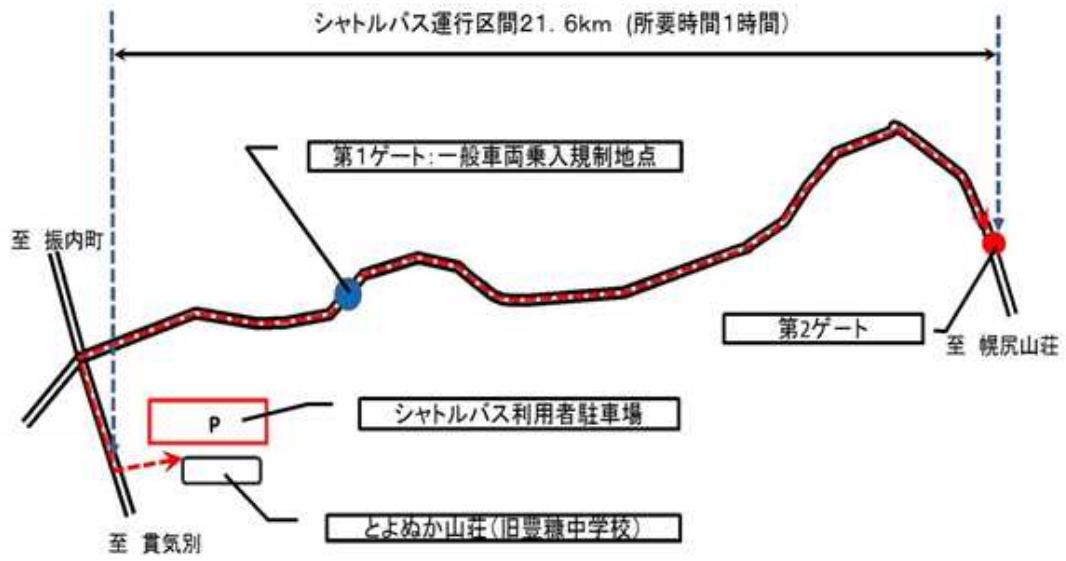 シャトルバス運行区間21.6km (所要時間1時間)
第1ゲート:一般車両乗入規制地点
至 振内町
第2ゲート
至 幌尻山荘
シャトルバス利用者駐車場
P
とよぬか山荘(旧豊糠中学校)
至 貫気別